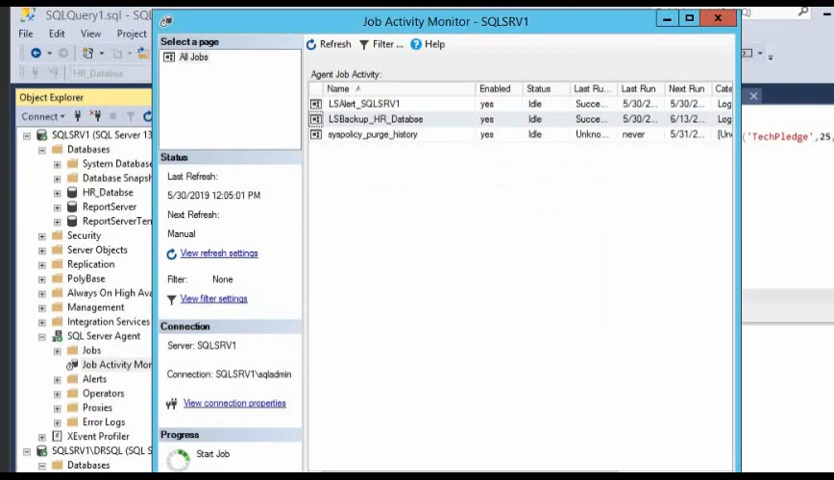 SQLQuery1.sql -
Job Activity Monitor - SQLSRV1
File Edit View Project
HR_Databse
Object Explorer
Connect
SQLSRV1 (SQL Server 13
Databases
System Database
Database Snapsh
HR_Databse
ReportServer
ReportServerTem
Security
Server Objects
Replication
PolyBase
Always On High Ava
Management
Integration Services
SQL Server Agent
Jobs
Job Activity Mor
Alerts
Operators
Proxies
Error Logs
XEvent Profiler
SQLSRV1\DRSQL (SQL S
Databases
Select a page
All Jobs
Status
Last Refresh:
5/30/2019 12:05:01 PM
Next Refresh:
Manual
View refresh settings
Filter: None
View filter settings
Connection
Server: SQLSRV1
Connection: SQLSRV1\sqladmin
View connection properties
Progress
Start Job
Refresh Filter ... Help
Agent Job Activity:
Name Enabled Status Last Ru... Last Run Next Run Cate
LSAlert_SQLSRV1 yes Idle Succe... 5/30/2... 5/30/2... Log
LSBackup_HR_Databse yes Idle Succe... 5/30/2... 6/13/2... Log
syspolicy_purge_history yes Idle Unkno... never 5/31/2... [Un
('TechPledge',25,